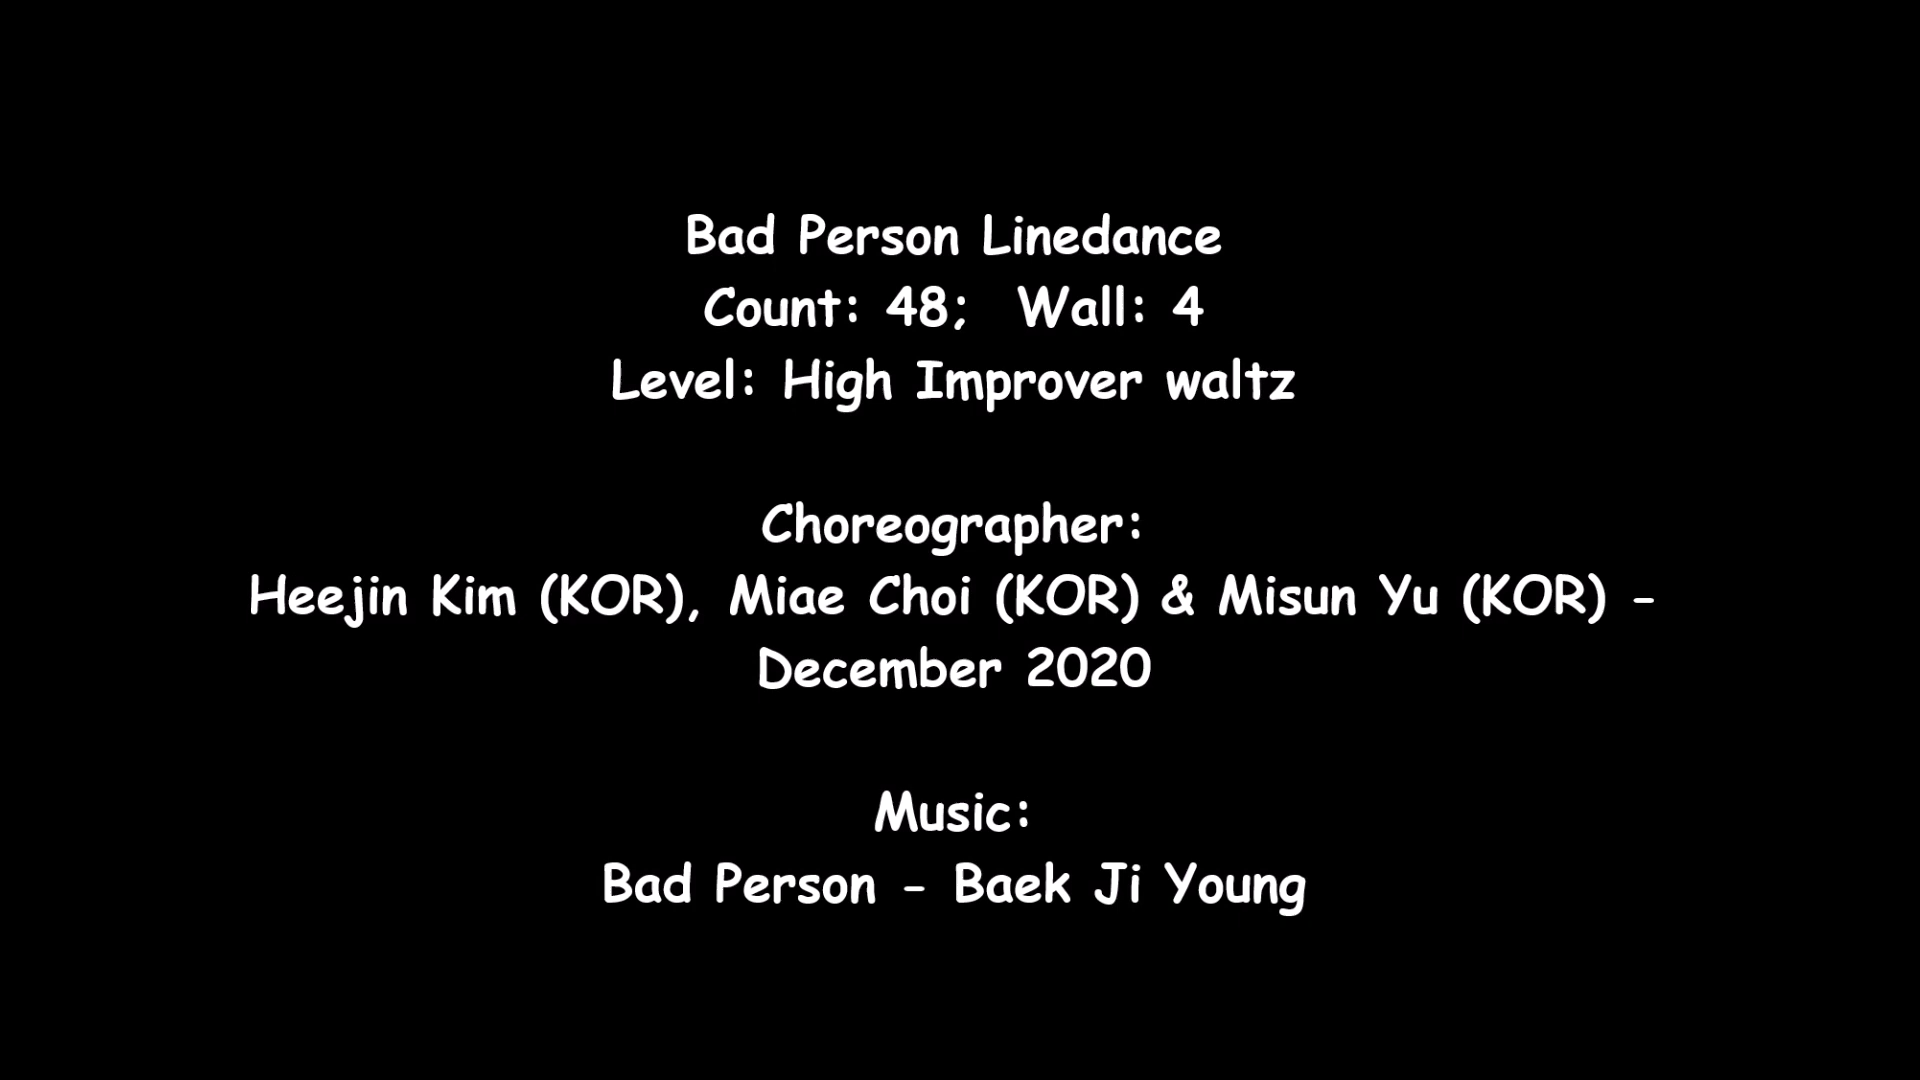 Bad Person Linedance
Count: 48;  Wall: 4
Level: High Improver waltz
Choreographer:
Heejin Kim (KOR), Miae Choi (KOR) & Misun Yu (KOR) -
December 2020
Music:
Bad Person - Baek Ji Young